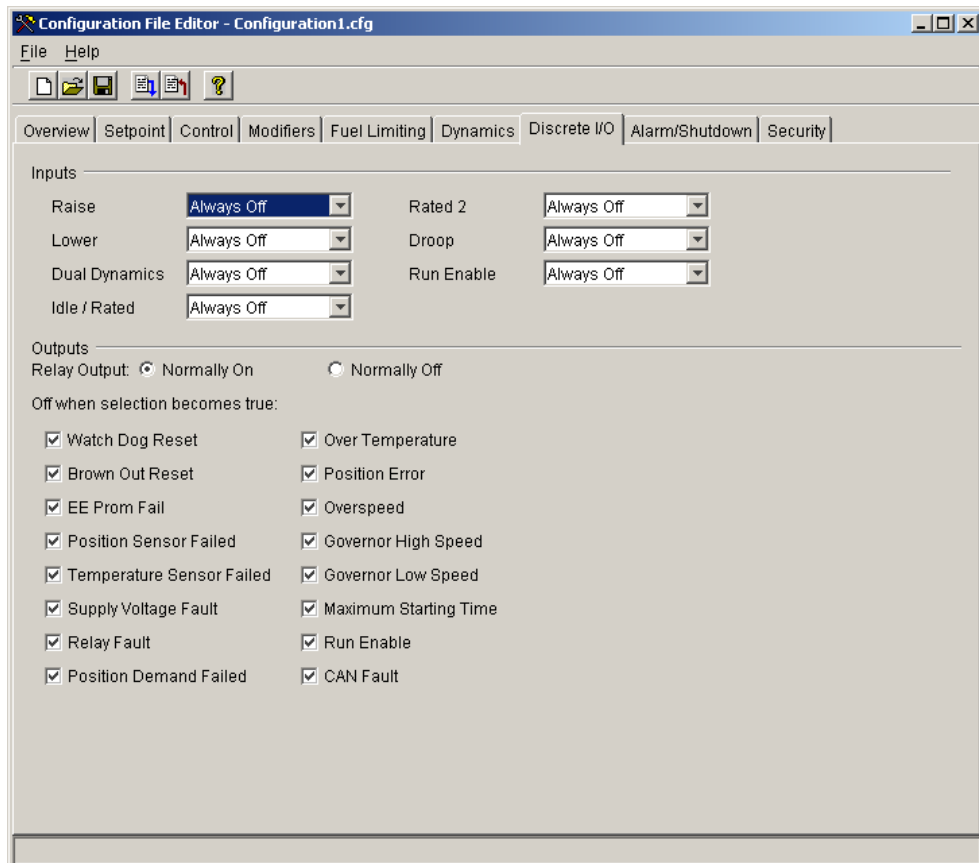 Configuration File Editor - Configuration1.cfg
File Help
Overview Setpoint Control Modifiers Fuel Limiting Dynamics Discrete I/O Alarm/Shutdown Security
Inputs
Raise Always Off Rated 2 Always Off
Lower Always Off Droop Always Off
Dual Dynamics Always Off Run Enable Always Off
Idle / Rated Always Off
Outputs
Relay Output: Normally On Normally Off
Off when selection becomes true:
Watch Dog Reset Over Temperature
Brown Out Reset Position Error
EE Prom Fail Overspeed
Position Sensor Failed Governor High Speed
Temperature Sensor Failed Governor Low Speed
Supply Voltage Fault Maximum Starting Time
Relay Fault Run Enable
Position Demand Failed CAN Fault